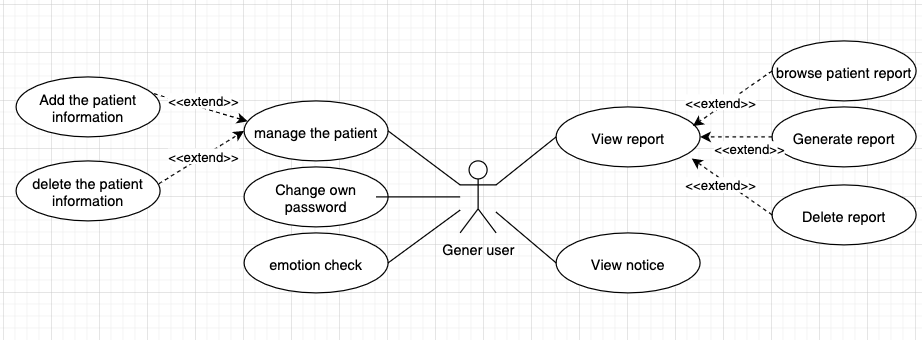 Add the patient
information
<<extend>>
manage the patient
<<extend>>
delete the patient
information
Change own
password
emotion check
Gener user
View report
View notice
browse patient report
<<extend>>
Generate report
<<extend>>
<<extend>>
Delete report